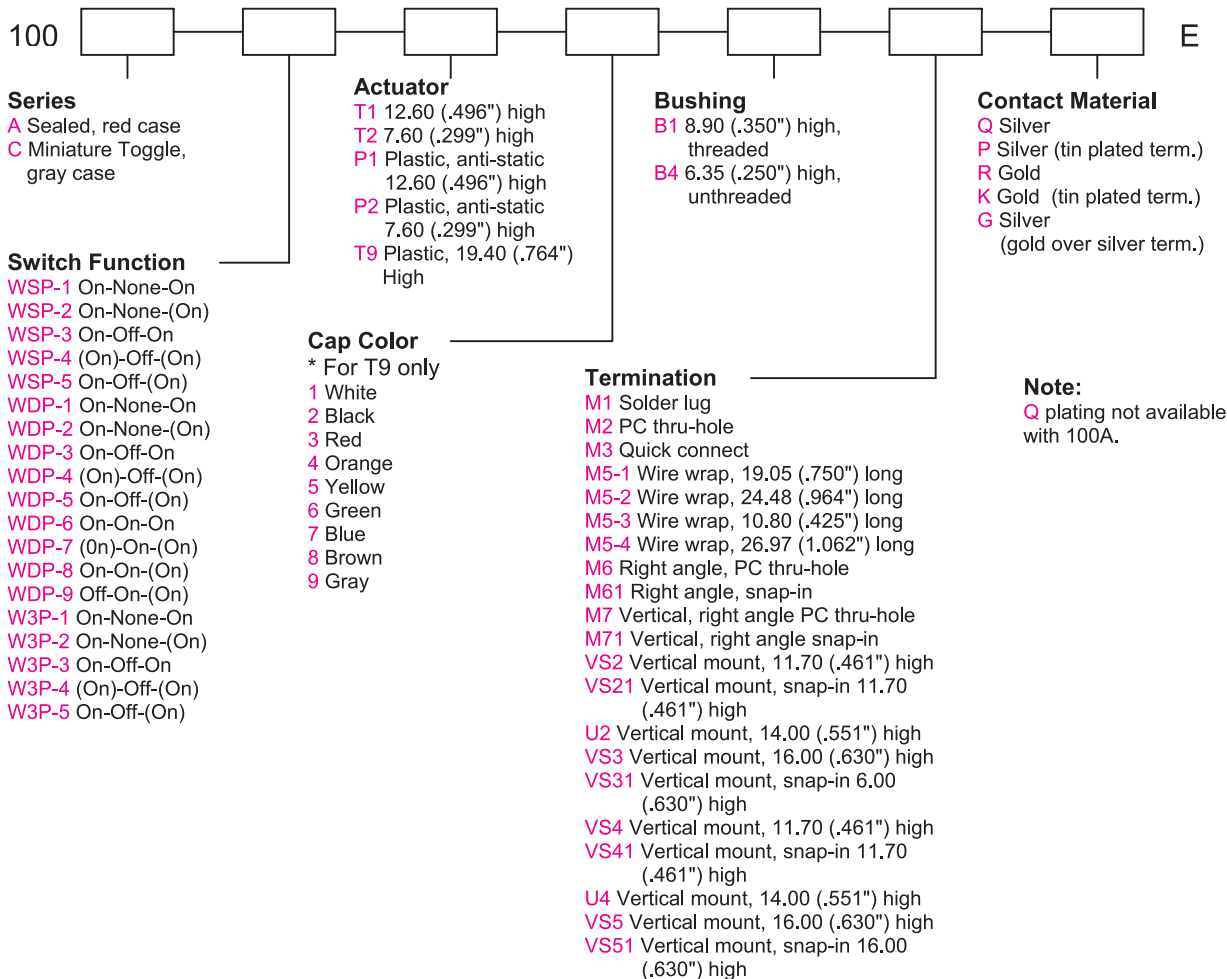 100
E
Series
A Sealed, red case
C Miniature Toggle,
gray case
Actuator
T1 12.60 (.496") high
T2 7.60 (.299") high
P1 Plastic, anti-static
12.60 (.496") high
P2 Plastic, anti-static
7.60 (.299") high
T9 Plastic, 19.40 (.764")
High
Bushing
B1 8.90 (.350") high,
threaded
B4 6.35 (.250") high,
unthreaded
Contact Material
Q Silver
P Silver (tin plated term.)
R Gold
K Gold (tin plated term.)
G Silver
(gold over silver term.)
Switch Function
WSP-1 On-None-On
WSP-2 On-None-(On)
WSP-3 On-Off-On
WSP-4 (On)-Off-(On)
WSP-5 On-Off-(On)
WDP-1 On-None-On
WDP-2 On-None-(On)
WDP-3 On-Off-On
WDP-4 (On)-Off-(On)
WDP-5 On-Off-(On)
WDP-6 On-On-On
WDP-7 (0n)-On-(On)
WDP-8 On-On-(On)
WDP-9 Off-On-(On)
W3P-1 On-None-On
W3P-2 On-None-(On)
W3P-3 On-Off-On
W3P-4 (On)-Off-(On)
W3P-5 On-Off-(On)
Cap Color
* For T9 only
1 White
2 Black
3 Red
4 Orange
5 Yellow
6 Green
7 Blue
8 Brown
9 Gray
Termination
M1 Solder lug
M2 PC thru-hole
M3 Quick connect
M5-1 Wire wrap, 19.05 (.750") long
M5-2 Wire wrap, 24.48 (.964") long
M5-3 Wire wrap, 10.80 (.425") long
M5-4 Wire wrap, 26.97 (1.062") long
M6 Right angle, PC thru-hole
M61 Right angle, snap-in
M7 Vertical, right angle PC thru-hole
M71 Vertical, right angle snap-in
VS2 Vertical mount, 11.70 (.461") high
VS21 Vertical mount, snap-in 11.70
(.461") high
U2 Vertical mount, 14.00 (.551") high
VS3 Vertical mount, 16.00 (.630") high
VS31 Vertical mount, snap-in 6.00
(.630") high
VS4 Vertical mount, 11.70 (.461") high
VS41 Vertical mount, snap-in 11.70
(.461") high
U4 Vertical mount, 14.00 (.551") high
VS5 Vertical mount, 16.00 (.630") high
VS51 Vertical mount, snap-in 16.00
(.630") high
Note:
Q plating not available
with 100A.